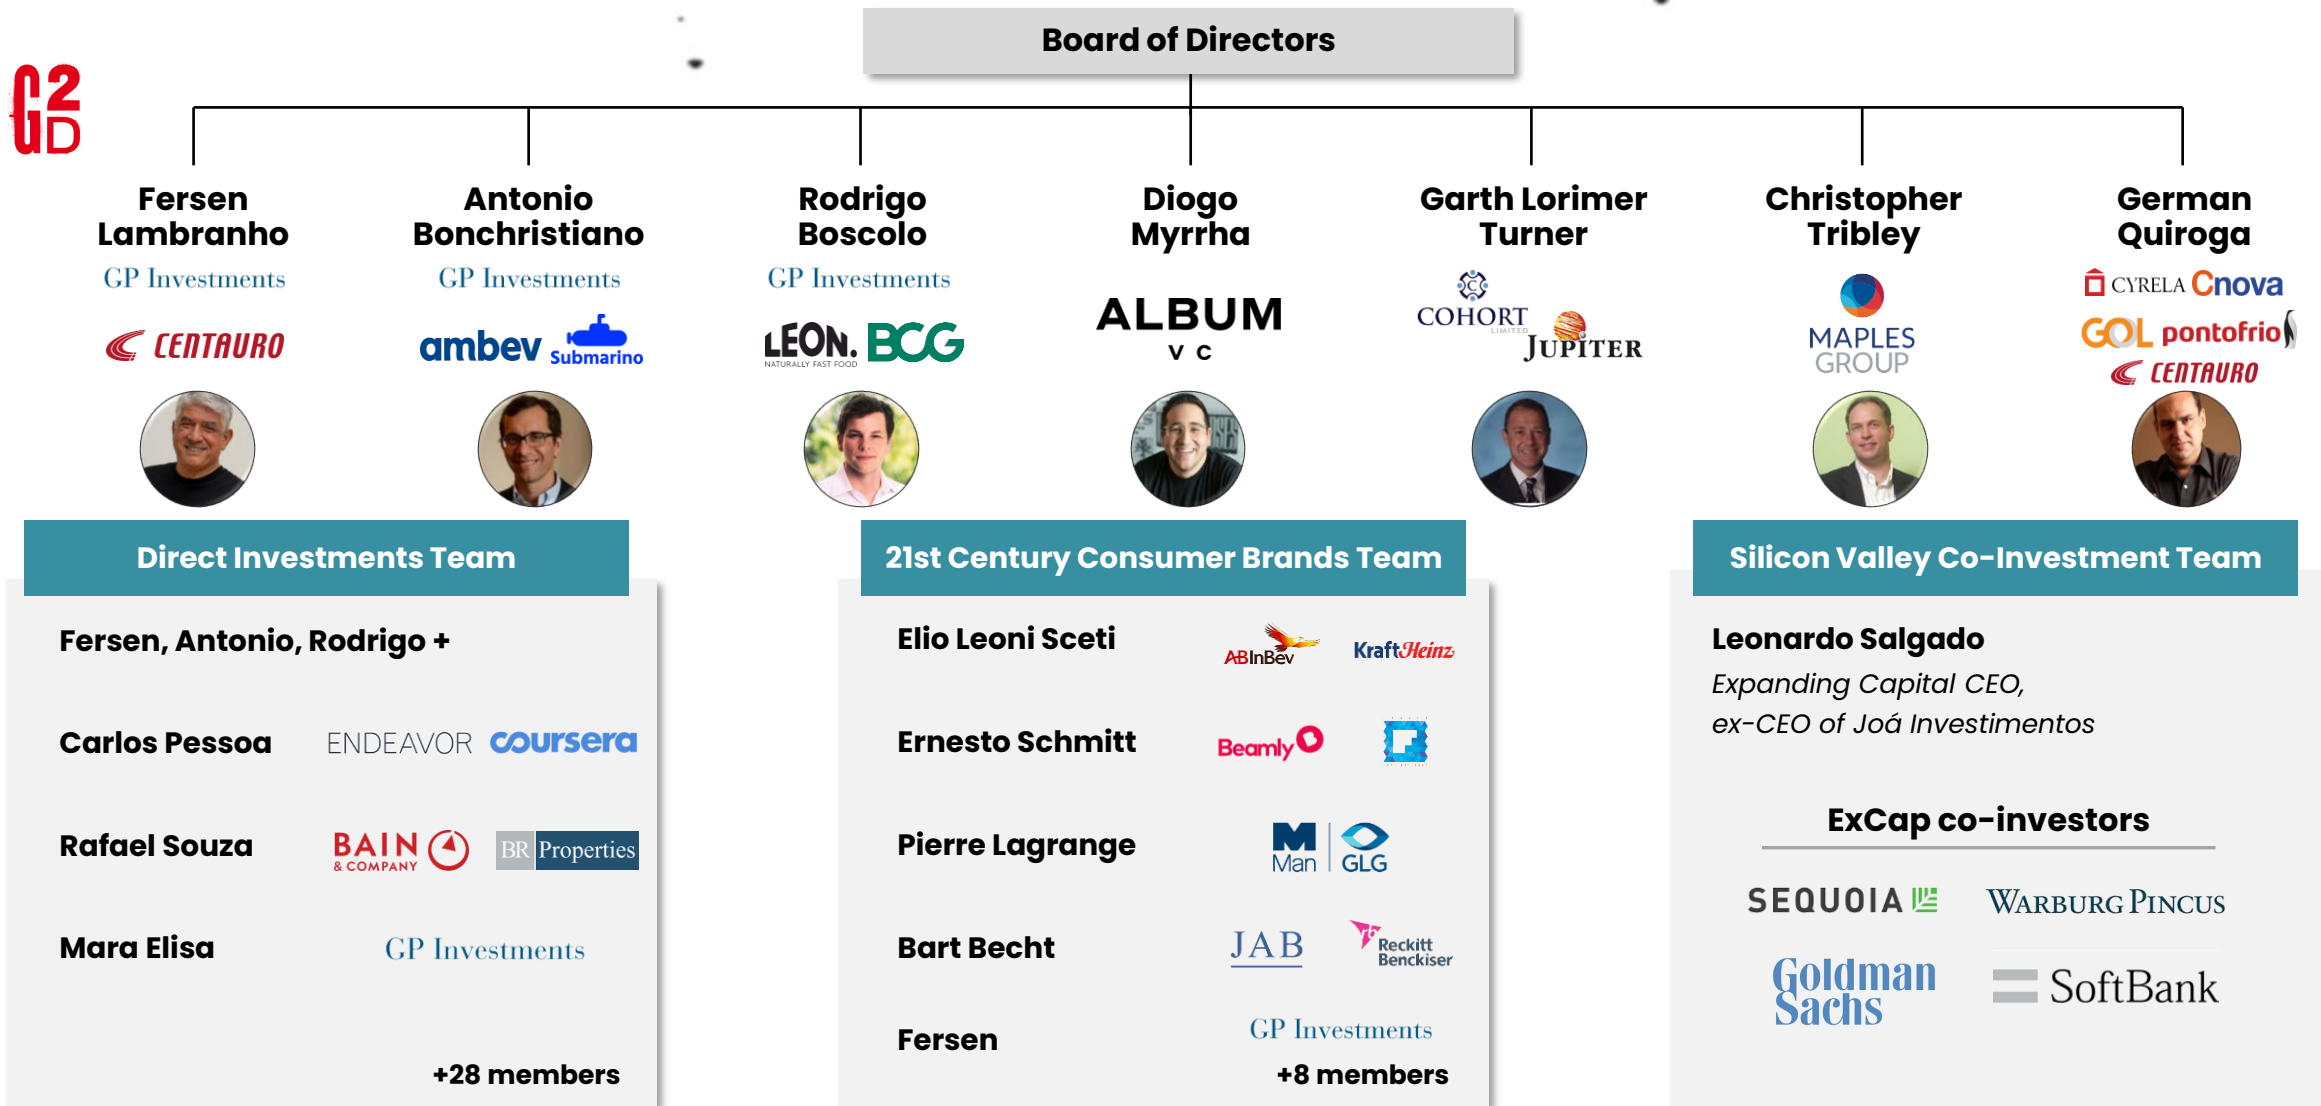 Board of Directors
G2D
Fersen
Lambranho
GP Investments
CENTAURO
Antonio
Bonchristiano
GP Investments
ambev Submarino
Rodrigo
Boscolo
GP Investments
LEON. BCG
NATURALLY FAST FOOD
Diogo
Myrrha
ALBUM
VC
Garth Lorimer
Turner
COHORT
LIMITED
JUPITER
Christopher
Tribley
MAPLES
GROUP
German
Quiroga
CYRELA Cnova
GOL pontofrio
CENTAURO
Direct Investments Team
Fersen, Antonio, Rodrigo +
Carlos Pessoa ENDEAVOR coursera
Rafael Souza BAIN & COMPANY BR Properties
Mara Elisa GP Investments
+28 members
21st Century Consumer Brands Team
Elio Leoni Sceti ABInBev KraftHeinz
Ernesto Schmitt Beamly
Pierre Lagrange Man GLG
Bart Becht JAB rb Reckitt Benckiser
Fersen GP Investments
+8 members
Silicon Valley Co-Investment Team
Leonardo Salgado
Expanding Capital CEO,
ex-CEO of Joá Investimentos
ExCap co-investors
SEQUOIA WARBURG PINCUS
Goldman
Sachs
SoftBank